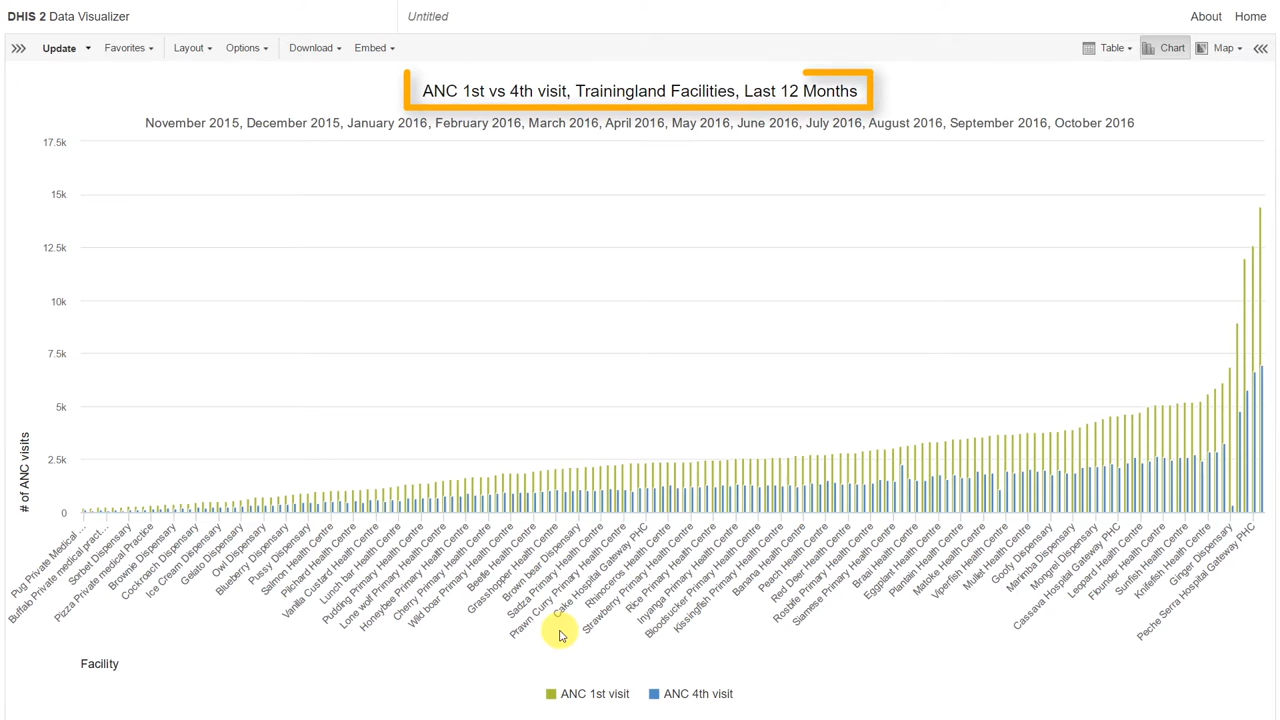 DHIS 2 Data Visualizer
Untitled
About Home
Update Favorites Layout Options Download Embed Table Chart Map
ANC 1st vs 4th visit, Trainingland Facilities, Last 12 Months
November 2015, December 2015, January 2016, February 2016, March 2016, April 2016, May 2016, June 2016, July 2016, August 2016, September 2016, October 2016
17.5k
15k
12.5k
10k
7.5k
5k
2.5k
0
# of ANC visits
Pug Private Medical ...
Buffalo Private medical pract...
Sorbet Dispensary
Pizza Private medical Practice
Brownie Dispensary
Cockroach Dispensary
Ice Cream Dispensary
Gelato Dispensary
Owl Dispensary
Blueberry Dispensary
Pussy Dispensary
Salmon Health Centre
Pilchard Health Centre
Vanilla Custard Health Centre
Lunch bar Health Centre
Pudding Primary Health Centre
Lone wolf Primary Health Centre
Honeybee Primary Health Centre
Cherry Primary Health Centre
Wild boar Primary Health Centre
Beetle Health Centre
Grasshopper Health Centre
Brown bear Dispensary
Sadza Primary Health Centre
Prawn Curry Primary Health Centre
Cake Hospital Gateway PHC
Rhinoceros Health Centre
Strawberry Primary Health Centre
Rice Primary Health Centre
Inyanga Primary Health Centre
Bloodsucker Primary Health Centre
Kissingfish Primary Health Centre
Banana Health Centre
Peach Health Centre
Red Deer Health Centre
Rosbife Primary Health Centre
Siamese Primary Health Centre
Braai Health Centre
Eggplant Health Centre
Plantain Health Centre
Matoke Health Centre
Viperfish Health Centre
Mullet Health Centre
Goofy Dispensary
Marimba Dispensary
Mongrel Dispensary
Cassava Hospital Gateway PHC
Leopard Health Centre
Flounder Health Centre
Sunfish Health Centre
Knifefish Health Centre
Ginger Dispensary
Peche Serra Hospital Gateway PHC
Facility
ANC 1st visit ANC 4th visit